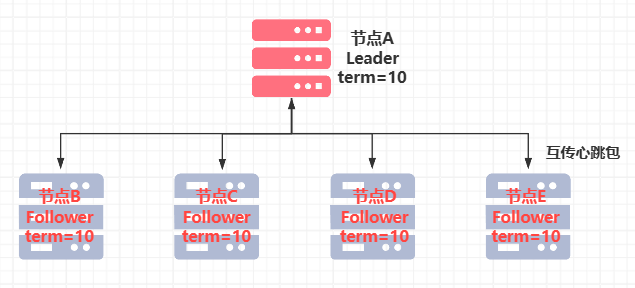 节点A
Leader
term=10
互传心跳包
节点B
Follower
term=10
节点C
Follower
term=10
节点D
Follower
term=10
节点E
Follower
term=10